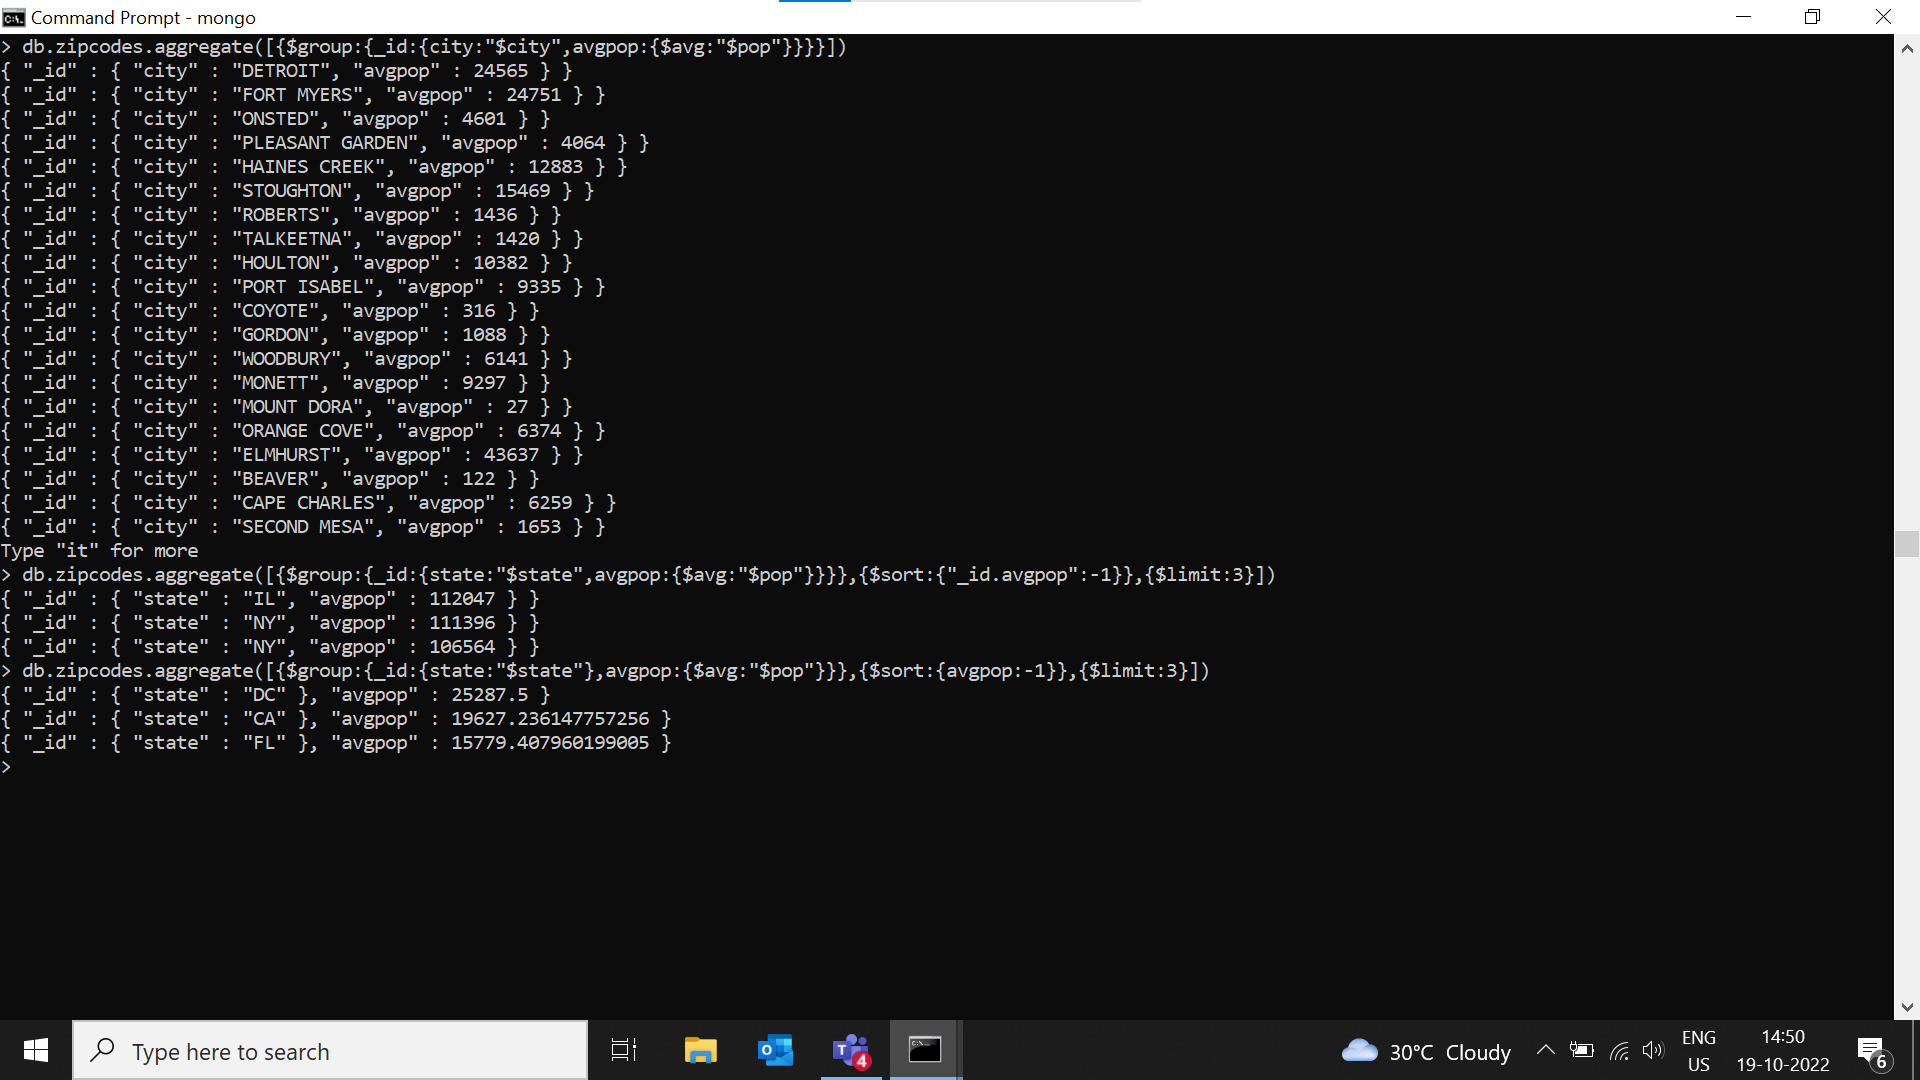 Command Prompt - mongo
> db.zipcodes.aggregate([{$group:{_id:{city:"$city",avgpop:{$avg:"$pop"}}}}])
{ "_id" : { "city" : "DETROIT", "avgpop" : 24565 } }
{ "_id" : { "city" : "FORT MYERS", "avgpop" : 24751 } }
{ "_id" : { "city" : "ONSTED", "avgpop" : 4601 } }
{ "_id" : { "city" : "PLEASANT GARDEN", "avgpop" : 4064 } }
{ "_id" : { "city" : "HAINES CREEK", "avgpop" : 12883 } }
{ "_id" : { "city" : "STOUGHTON", "avgpop" : 15469 } }
{ "_id" : { "city" : "ROBERTS", "avgpop" : 1436 } }
{ "_id" : { "city" : "TALKEETNA", "avgpop" : 1420 } }
{ "_id" : { "city" : "HOULTON", "avgpop" : 10382 } }
{ "_id" : { "city" : "PORT ISABEL", "avgpop" : 9335 } }
{ "_id" : { "city" : "COYOTE", "avgpop" : 316 } }
{ "_id" : { "city" : "GORDON", "avgpop" : 1088 } }
{ "_id" : { "city" : "WOODBURY", "avgpop" : 6141 } }
{ "_id" : { "city" : "MONETT", "avgpop" : 9297 } }
{ "_id" : { "city" : "MOUNT DORA", "avgpop" : 27 } }
{ "_id" : { "city" : "ORANGE COVE", "avgpop" : 6374 } }
{ "_id" : { "city" : "ELMHURST", "avgpop" : 43637 } }
{ "_id" : { "city" : "BEAVER", "avgpop" : 122 } }
{ "_id" : { "city" : "CAPE CHARLES", "avgpop" : 6259 } }
{ "_id" : { "city" : "SECOND MESA", "avgpop" : 1653 } }
Type "it" for more
> db.zipcodes.aggregate([{$group:{_id:{state:"$state",avgpop:{$avg:"$pop"}}}},{$sort:{"_id.avgpop":-1}},{$limit:3}])
{ "_id" : { "state" : "IL", "avgpop" : 112047 } }
{ "_id" : { "state" : "NY", "avgpop" : 111396 } }
{ "_id" : { "state" : "NY", "avgpop" : 106564 } }
> db.zipcodes.aggregate([{$group:{_id:{state:"$state"},avgpop:{$avg:"$pop"}}},{$sort:{avgpop:-1}},{$limit:3}])
{ "_id" : { "state" : "DC" }, "avgpop" : 25287.5 }
{ "_id" : { "state" : "CA" }, "avgpop" : 19627.236147757256 }
{ "_id" : { "state" : "FL" }, "avgpop" : 15779.407960199005 }
>
Type here to search
4
30°C Cloudy
ENG
US
14:50
19-10-2022
6